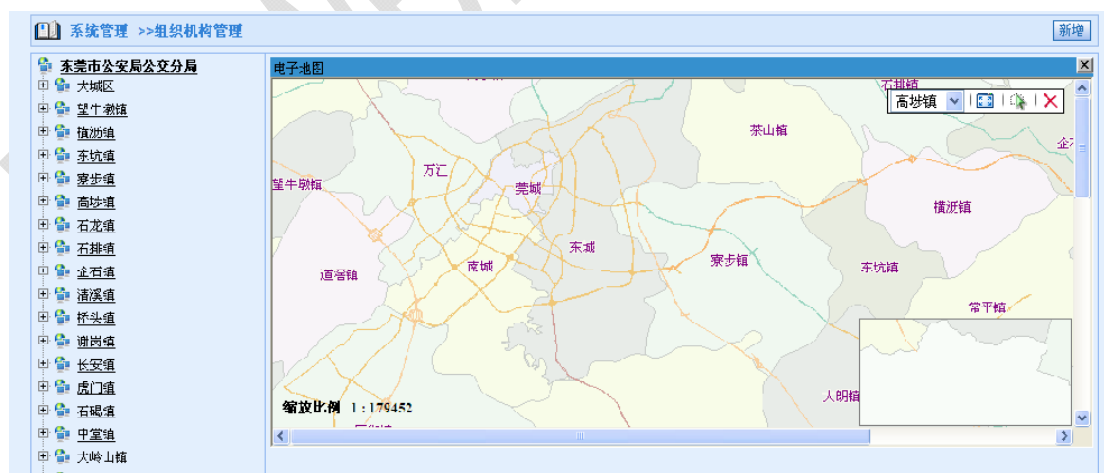 系统管理 >>组织机构管理
新增
东莞市公安局公交分局
大城区
望牛墩镇
横沥镇
东坑镇
寮步镇
高埗镇
石龙镇
石排镇
企石镇
清溪镇
桥头镇
谢岗镇
长安镇
虎门镇
石碣镇
中堂镇
大岭山镇
电子地图
石排镇
高埗镇
茶山镇
万江
望牛墩镇
莞城
横沥镇
东城
寮步镇
东坑镇
南城
道滘镇
常平镇
大朗镇
缩放比例 1:179452